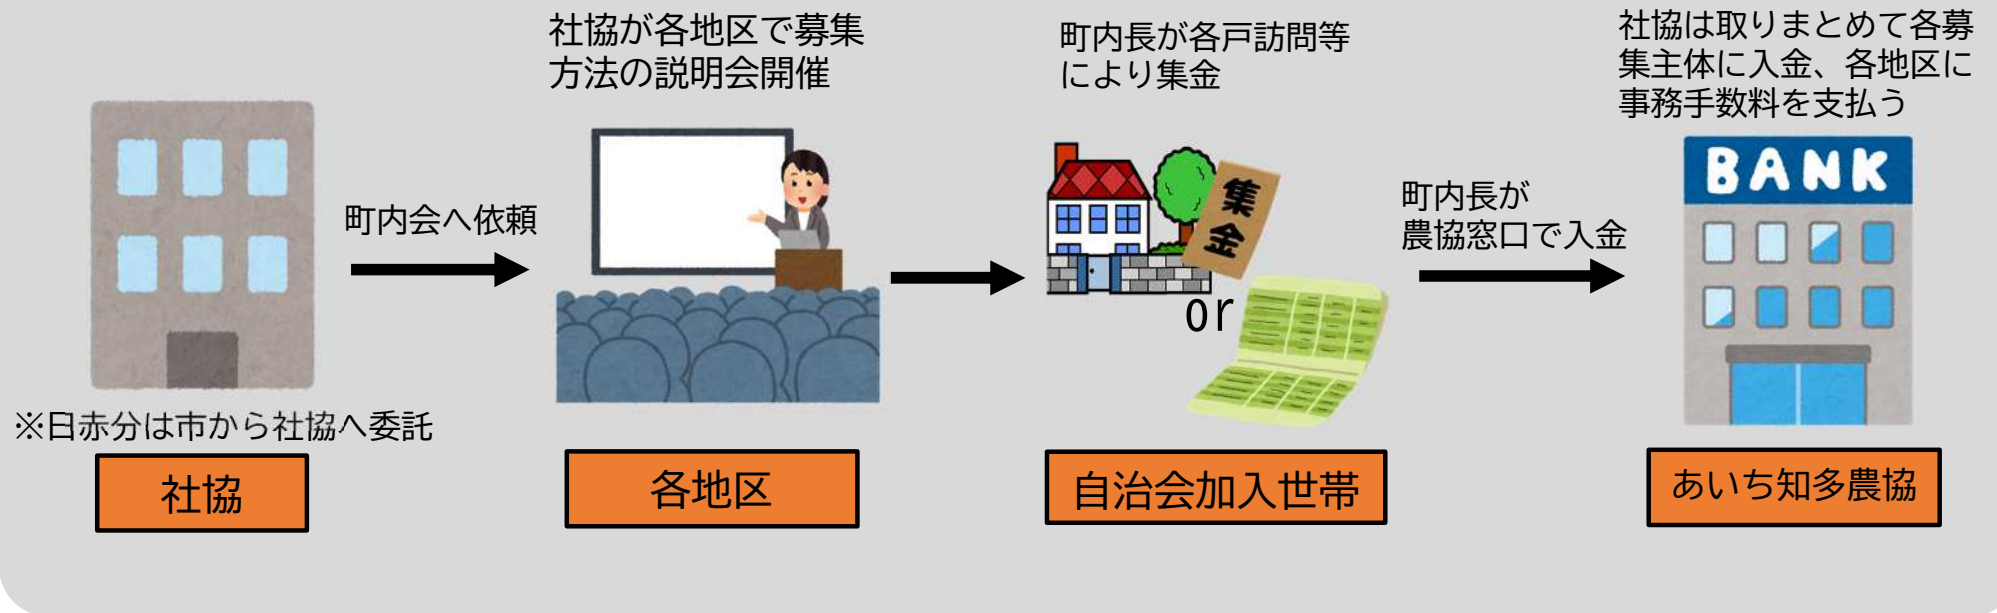 社協が各地区で募集
方法の説明会開催
町内長が各戸訪問等
により集金
社協は取りまとめて各募
集主体に入金、各地区に
事務手数料を支払う
町内会へ依頼
集金
or
町内長が
農協窓口で入金
BANK
※日赤分は市から社協へ委託
社協
各地区
自治会加入世帯
あいち知多農協